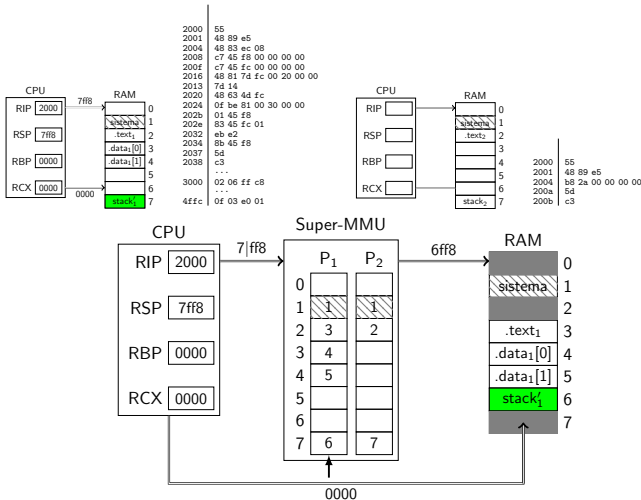 2000 55
2001 48 89 e5
2004 48 83 ec 08
2008 c7 45 f8 00 00 00 00
200f c7 45 fc 00 00 00 00
2016 48 81 7d fc 00 20 00 00
2013 7d 14
2020 48 63 4d fc
2024 0f be 81 00 30 00 00
202b 01 45 f8
202e 83 45 fc 01
2032 eb e2
2034 8b 45 f8
2037 5d
2038 c3
...
3000 02 06 ff c8
...
4ffc 0f 03 e0 01
CPU
RIP 2000
RSP 7ff8
RBP 0000
RCX 0000
7ff8
0000
RAM
0
sistema 1
.text1 2
.data1[0] 3
.data1[1] 4
5
6
stack'1 7
CPU
RIP
RSP
RBP
RCX
RAM
0
sistema 1
.text2 2
3
4
5
6
stack2 7
2000 55
2001 48 89 e5
2004 b8 2a 00 00 00 00
200a 5d
200b c3
CPU
RIP 2000
RSP 7ff8
RBP 0000
RCX 0000
7|ff8
Super-MMU
P1 P2
0
1 1 1
2 3 2
3 4
4 5
5
6
7 6 7
6ff8
RAM
0
sistema 1
2
.text1 3
.data1[0] 4
.data1[1] 5
stack'1 6
7
0000